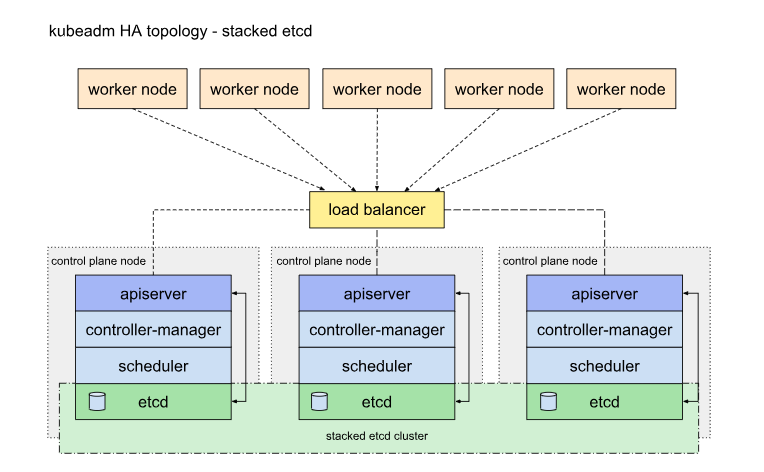 kubeadm HA topology - stacked etcd
worker node
worker node
worker node
worker node
worker node
load balancer
control plane node
apiserver
controller-manager
scheduler
etcd
control plane node
apiserver
controller-manager
scheduler
etcd
control plane node
apiserver
controller-manager
scheduler
etcd
stacked etcd cluster